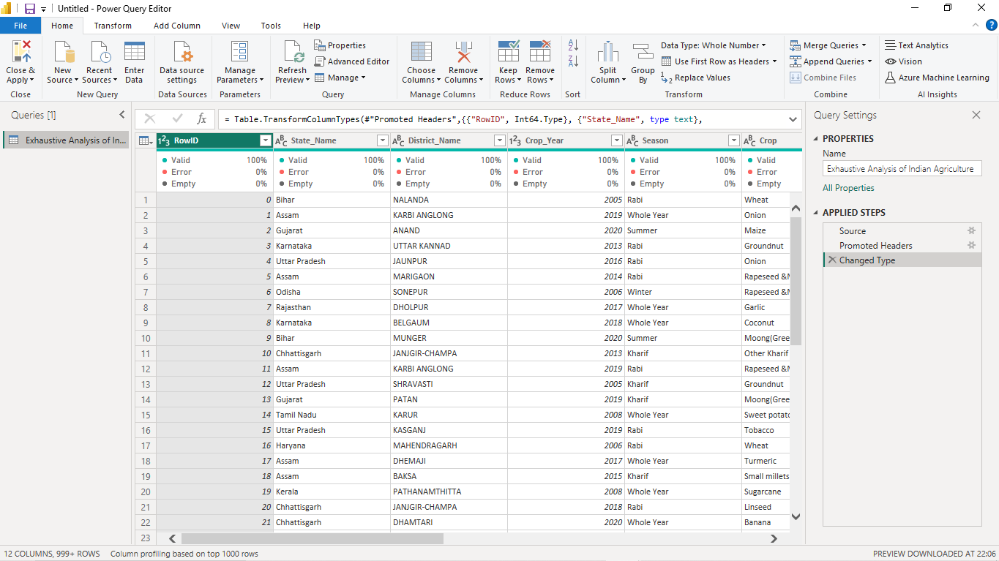 Untitled - Power Query Editor
File Home Transform Add Column View Tools Help ?
Close & Apply
New Source
Recent Sources
Enter Data
Data source settings
Manage Parameters
Refresh Preview
Properties
Advanced Editor
Manage
Choose Columns
Remove Columns
Keep Rows
Remove Rows
Split Column
Group By
Data Type: Whole Number
Use First Row as Headers
Replace Values
Merge Queries
Append Queries
Combine Files
Text Analytics
Vision
Azure Machine Learning
Close New Query Data Sources Parameters Query Manage Columns Reduce Rows Sort Transform Combine AI Insights
Queries [1]
Exhaustive Analysis of In...
fx = Table.TransformColumnTypes(#"Promoted Headers",{{"RowID", Int64.Type}, {"State_Name", type text},
123 RowID ABC State_Name ABC District_Name 123 Crop_Year ABC Season ABC Crop
Valid 100% Valid 100% Valid 100% Valid 100% Valid 100% Valid
Error 0% Error 0% Error 0% Error 0% Error 0% Error
Empty 0% Empty 0% Empty 0% Empty 0% Empty 0% Empty
1 0 Bihar NALANDA 2005 Rabi Wheat
2 1 Assam KARBI ANGLONG 2019 Whole Year Onion
3 2 Gujarat ANAND 2020 Summer Maize
4 3 Karnataka UTTAR KANNAD 2013 Rabi Groundnut
5 4 Uttar Pradesh JAUNPUR 2016 Rabi Onion
6 5 Assam MARIGAON 2014 Rabi Rapeseed &M
7 6 Odisha SONEPUR 2006 Winter Rapeseed &M
8 7 Rajasthan DHOLPUR 2017 Whole Year Garlic
9 8 Karnataka BELGAUM 2018 Whole Year Coconut
10 9 Bihar MUNGER 2020 Summer Moong(Gree
11 10 Chhattisgarh JANJGIR-CHAMPA 2013 Kharif Other Kharif
12 11 Assam KARBI ANGLONG 2019 Rabi Rapeseed &M
13 12 Uttar Pradesh SHRAVASTI 2005 Kharif Groundnut
14 13 Gujarat PATAN 2019 Kharif Moong(Gree
15 14 Tamil Nadu KARUR 2008 Whole Year Sweet potato
16 15 Uttar Pradesh KASGANJ 2019 Rabi Tobacco
17 16 Haryana MAHENDRAGARH 2006 Rabi Wheat
18 17 Assam DHEMAJI 2017 Whole Year Turmeric
19 18 Assam BAKSA 2015 Kharif Small millets
20 19 Kerala PATHANAMTHITTA 2008 Whole Year Sugarcane
21 20 Chhattisgarh JANJGIR-CHAMPA 2018 Rabi Linseed
22 21 Chhattisgarh DHAMTARI 2020 Whole Year Banana
23
Query Settings
PROPERTIES
Name
Exhaustive Analysis of Indian Agriculture
All Properties
APPLIED STEPS
Source
Promoted Headers
Changed Type
12 COLUMNS, 999+ ROWS Column profiling based on top 1000 rows PREVIEW DOWNLOADED AT 22:06